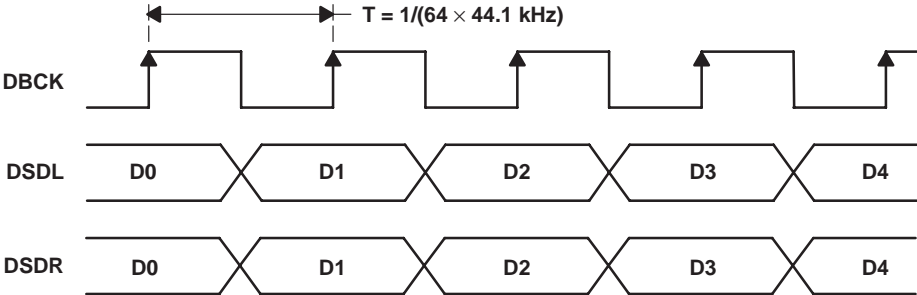 T = 1/(64 × 44.1 kHz)
DBCK
DSDL D0 D1 D2 D3 D4
DSDR D0 D1 D2 D3 D4